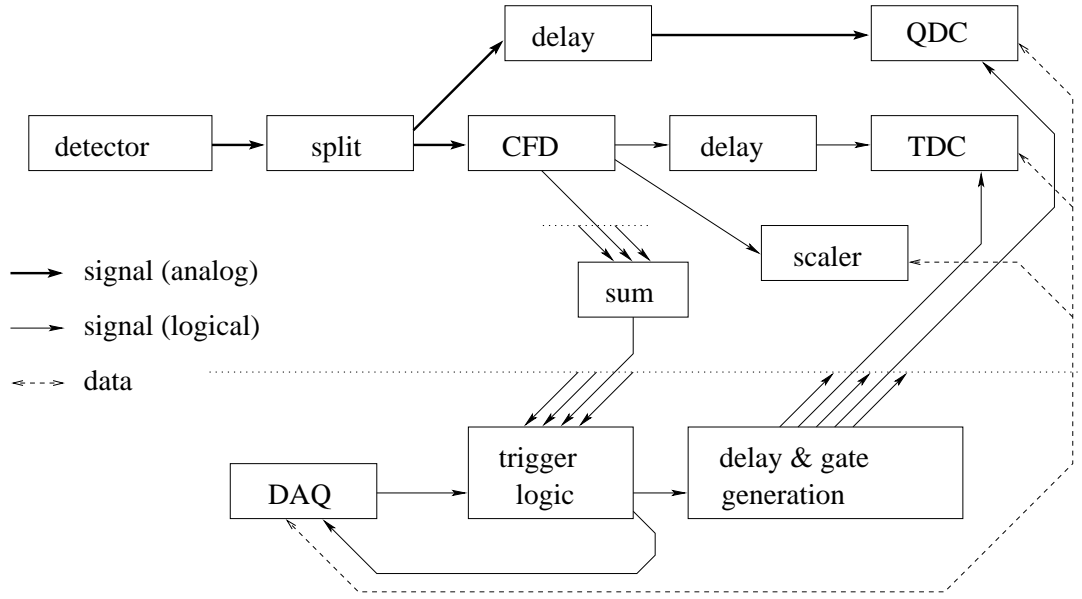 delay
QDC
detector
split
CFD
delay
TDC
scaler
signal (analog)
sum
signal (logical)
data
trigger
logic
delay & gate
generation
DAQ